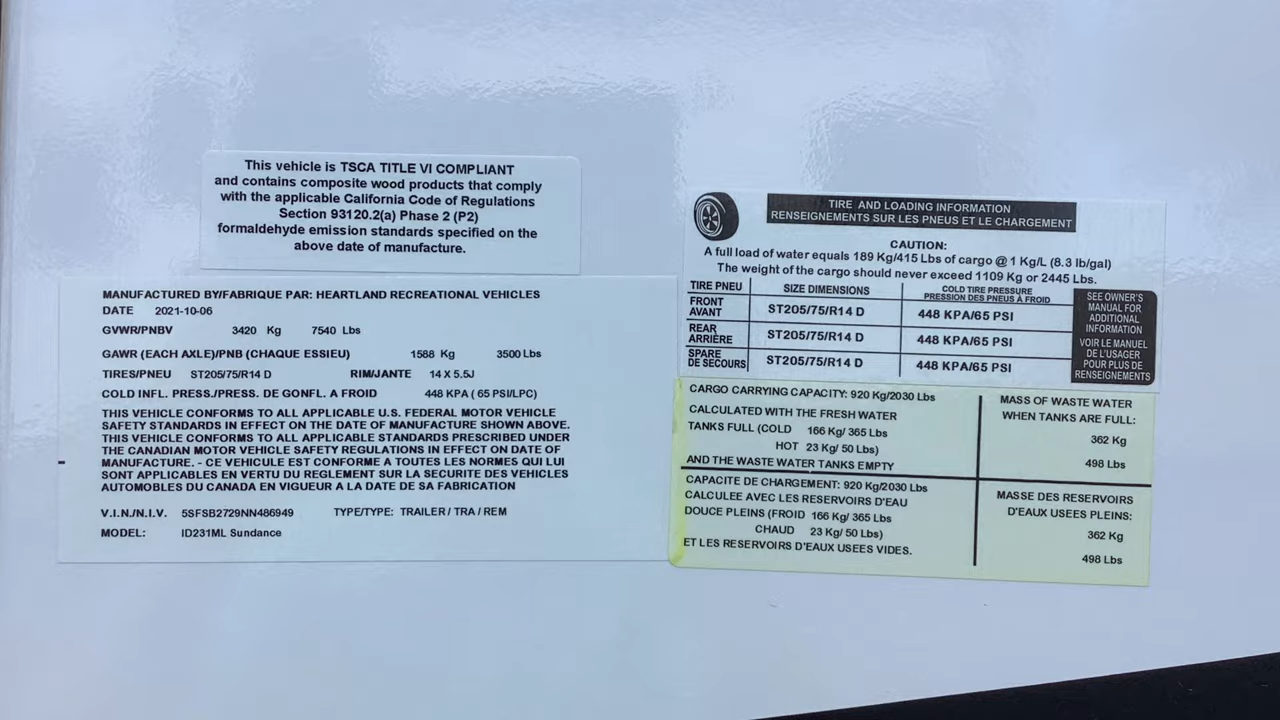 This vehicle is TSCA TITLE VI COMPLIANT
and contains composite wood products that comply
with the applicable California Code of Regulations
Section 93120.2(a) Phase 2 (P2)
formaldehyde emission standards specified on the
above date of manufacture.
MANUFACTURED BY/FABRIQUE PAR: HEARTLAND RECREATIONAL VEHICLES
DATE 2021-10-06
GVWR/PNBV 3420 Kg 7540 Lbs
GAWR (EACH AXLE)/PNB (CHAQUE ESSIEU) 1588 Kg 3500 Lbs
TIRES/PNEU ST205/75/R14 D RIM/JANTE 14 X 5.5J
COLD INFL. PRESS./PRESS. DE GONFL. A FROID 448 KPA ( 65 PSI/LPC)
THIS VEHICLE CONFORMS TO ALL APPLICABLE U.S. FEDERAL MOTOR VEHICLE
SAFETY STANDARDS IN EFFECT ON THE DATE OF MANUFACTURE SHOWN ABOVE.
THIS VEHICLE CONFORMS TO ALL APPLICABLE STANDARDS PRESCRIBED UNDER
THE CANADIAN MOTOR VEHICLE SAFETY REGULATIONS IN EFFECT ON DATE OF
MANUFACTURE. - CE VEHICULE EST CONFORME A TOUTES LES NORMES QUI LUI
SONT APPLICABLES EN VERTU DU REGLEMENT SUR LA SECURITE DES VEHICLES
AUTOMOBLES DU CANADA EN VIGUEUR A LA DATE DE SA FABRICATION
V.I.N./N.I.V. 5SFSB2729NN486949 TYPE/TYPE: TRAILER / TRA / REM
MODEL: ID231ML Sundance
TIRE AND LOADING INFORMATION
RENSEIGNEMENTS SUR LES PNEUS ET LE CHARGEMENT
CAUTION:
A full load of water equals 189 Kg/415 Lbs of cargo @ 1 Kg/L (8.3 lb/gal)
The weight of the cargo should never exceed 1109 Kg or 2445 Lbs.
TIRE PNEU SIZE DIMENSIONS COLD TIRE PRESSURE
PRESSION DES PNEUS À FROID
FRONT
AVANT ST205/75/R14 D 448 KPA/65 PSI
REAR
ARRIÈRE ST205/75/R14 D 448 KPA/65 PSI
SPARE
DE SECOURS ST205/75/R14 D 448 KPA/65 PSI
SEE OWNER'S
MANUAL FOR
ADDITIONAL
INFORMATION
VOIR LE MANUEL
DE L'USAGER
POUR PLUS DE
RENSEIGNEMENTS
CARGO CARRYING CAPACITY: 920 Kg/2030 Lbs
CALCULATED WITH THE FRESH WATER
TANKS FULL (COLD 166 Kg/ 365 Lbs
HOT 23 Kg/ 50 Lbs)
AND THE WASTE WATER TANKS EMPTY
MASS OF WASTE WATER
WHEN TANKS ARE FULL:
362 Kg
498 Lbs
CAPACITE DE CHARGEMENT: 920 Kg/2030 Lbs
CALCULEE AVEC LES RESERVOIRS D'EAU
DOUCE PLEINS (FROID 166 Kg/ 365 Lbs
CHAUD 23 Kg/ 50 Lbs)
ET LES RESERVOIRS D'EAUX USEES VIDES.
MASSE DES RESERVOIRS
D'EAUX USEES PLEINS:
362 Kg
498 Lbs